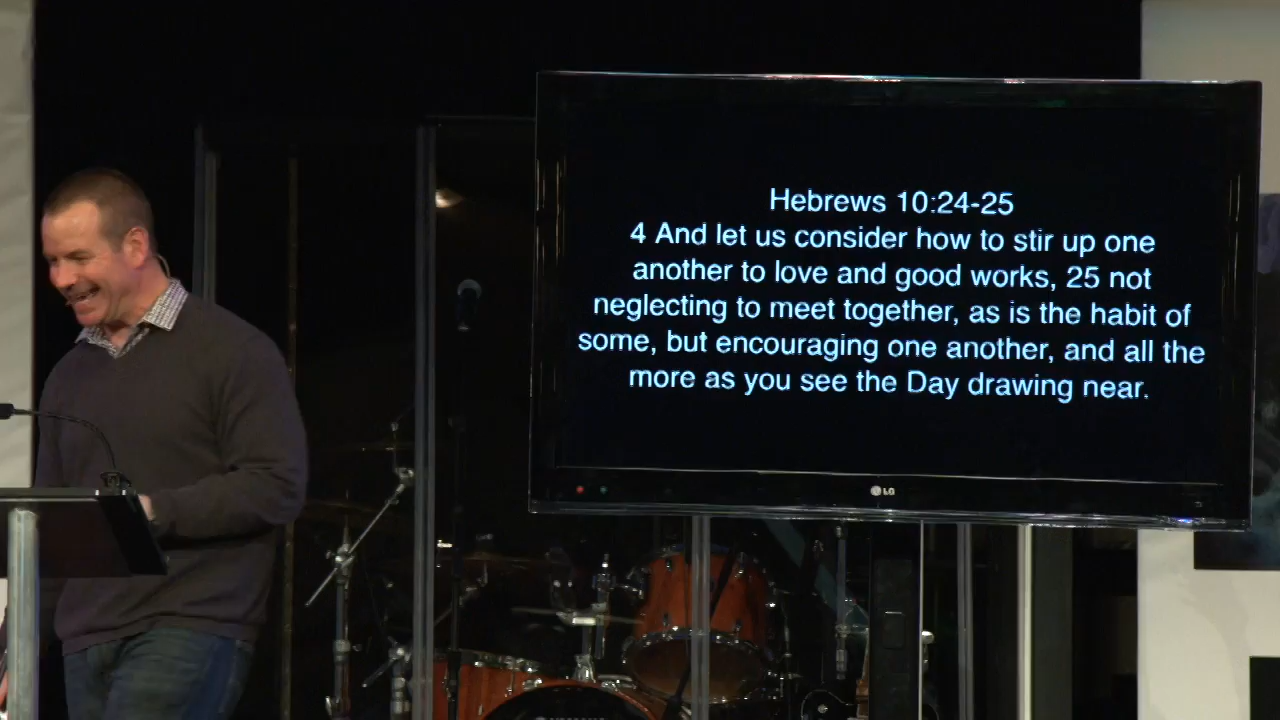 Hebrews 10:24-25
4 And let us consider how to stir up one
another to love and good works, 25 not
neglecting to meet together, as is the habit of
some, but encouraging one another, and all the
more as you see the Day drawing near.
LG